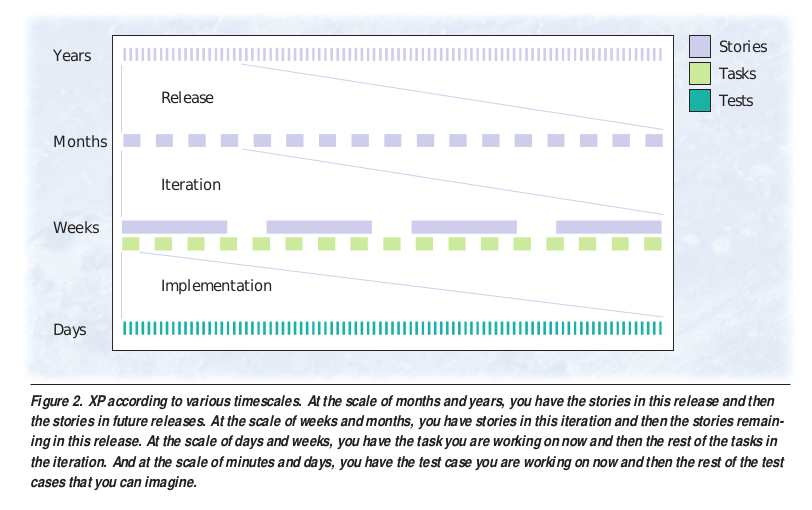 Years
Stories
Tasks
Tests
Release
Months
Iteration
Weeks
Implementation
Days
Figure 2. XP according to various timescales. At the scale of months and years, you have the stories in this release and then
the stories in future releases. At the scale of weeks and months, you have stories in this iteration and then the stories remain-
ing in this release. At the scale of days and weeks, you have the task you are working on now and then the rest of the tasks in
the iteration. And at the scale of minutes and days, you have the test case you are working on now and then the rest of the test
cases that you can imagine.